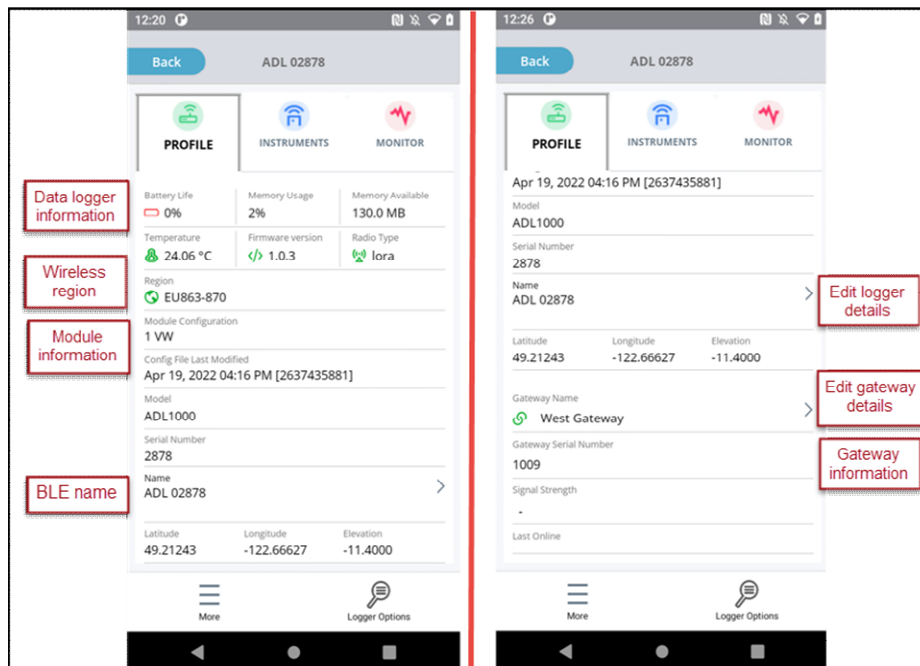 12:20
Back
ADL 02878
PROFILE
INSTRUMENTS
MONITOR
Data logger
information
Battery Life
Memory Usage
Memory Available
0%
2%
130.0 MB
Temperature
Firmware version
Radio Type
24.06 °C
</> 1.0.3
lora
Wireless
region
Region
EU863-870
Module
information
Module Configuration
1 VW
Config File Last Modified
Apr 19, 2022 04:16 PM [2637435881]
Model
ADL1000
Serial Number
2878
BLE name
Name
ADL 02878
Latitude
Longitude
Elevation
49.21243
-122.66627
-11.4000
More
Logger Options
12:26
Back
ADL 02878
PROFILE
INSTRUMENTS
MONITOR
Apr 19, 2022 04:16 PM [2637435881]
Model
ADL1000
Serial Number
2878
Name
ADL 02878
Edit logger
details
Latitude
Longitude
Elevation
49.21243
-122.66627
-11.4000
Gateway Name
West Gateway
Edit gateway
details
Gateway Serial Number
1009
Gateway
information
Signal Strength
-
Last Online
More
Logger Options